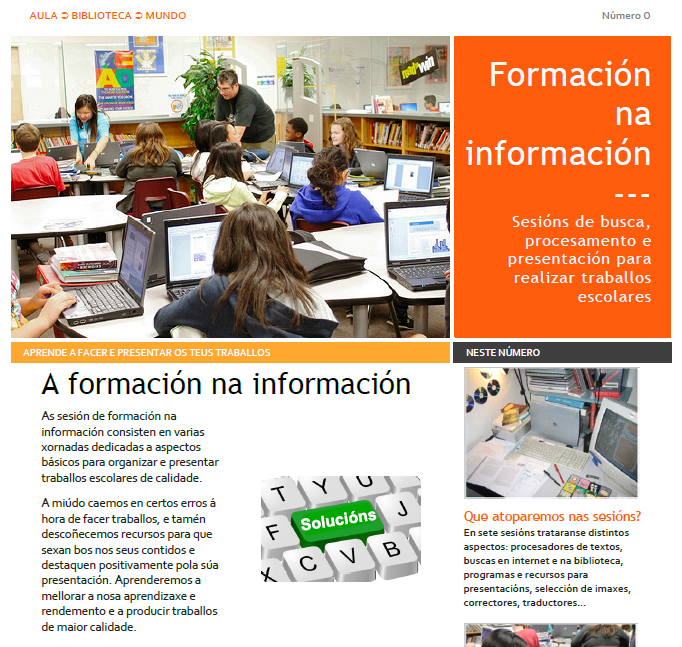 AULA ➲ BIBLIOTECA ➲ MUNDO
Número 0
Formación
na
información
---
Sesións de busca,
procesamento e
presentación para
realizar traballos
escolares
APRENDE A FACER E PRESENTAR OS TEUS TRABALLOS
NESTE NÚMERO
A formación na información
As sesión de formación na
información consisten en varias
xornadas dedicadas a aspectos
básicos para organizar e presentar
traballos escolares de calidade.
A miúdo caemos en certos erros á
hora de facer traballos, e tamén
descoñecemos recursos para que
sexan bos nos seus contidos e
destaquen positivamente pola súa
presentación. Aprenderemos a
mellorar a nosa aprendizaxe e
rendemento e a producir traballos
de maior calidade.
T Y U
F Solucións J
X C V B
Que atoparemos nas sesións?
En sete sesións trataranse distintos
aspectos: procesadores de textos,
buscas en internet e na biblioteca,
programas e recursos para
presentacións, selección de imaxes,
correctores, traductores...